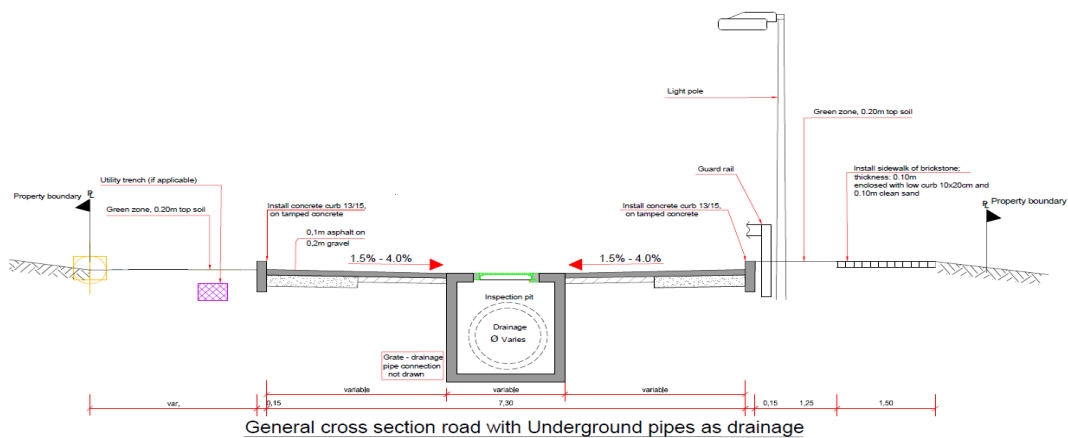 Light pole
Green zone, 0.20m top soil
Guard rail
Install sidewalk of brickstone;
thickness: 0.10m
enclosed with low curb 10x20cm and
0.10m clean sand
Property boundary
PL
Utility trench (if applicable)
Property boundary
PL
Green zone, 0.20m top soil
Install concrete curb 13/15,
on tamped concrete
Install concrete curb 13/15,
on tamped concrete
0,1m asphalt on
0,2m gravel
1.5% - 4.0%
1.5% - 4.0%
Inspection pit
Drainage
Ø Varies
Grate - drainage
pipe connection
not drawn
variable variable variable
var, 0,15 7,30 0,15 1,25 1,50
General cross section road with Underground pipes as drainage